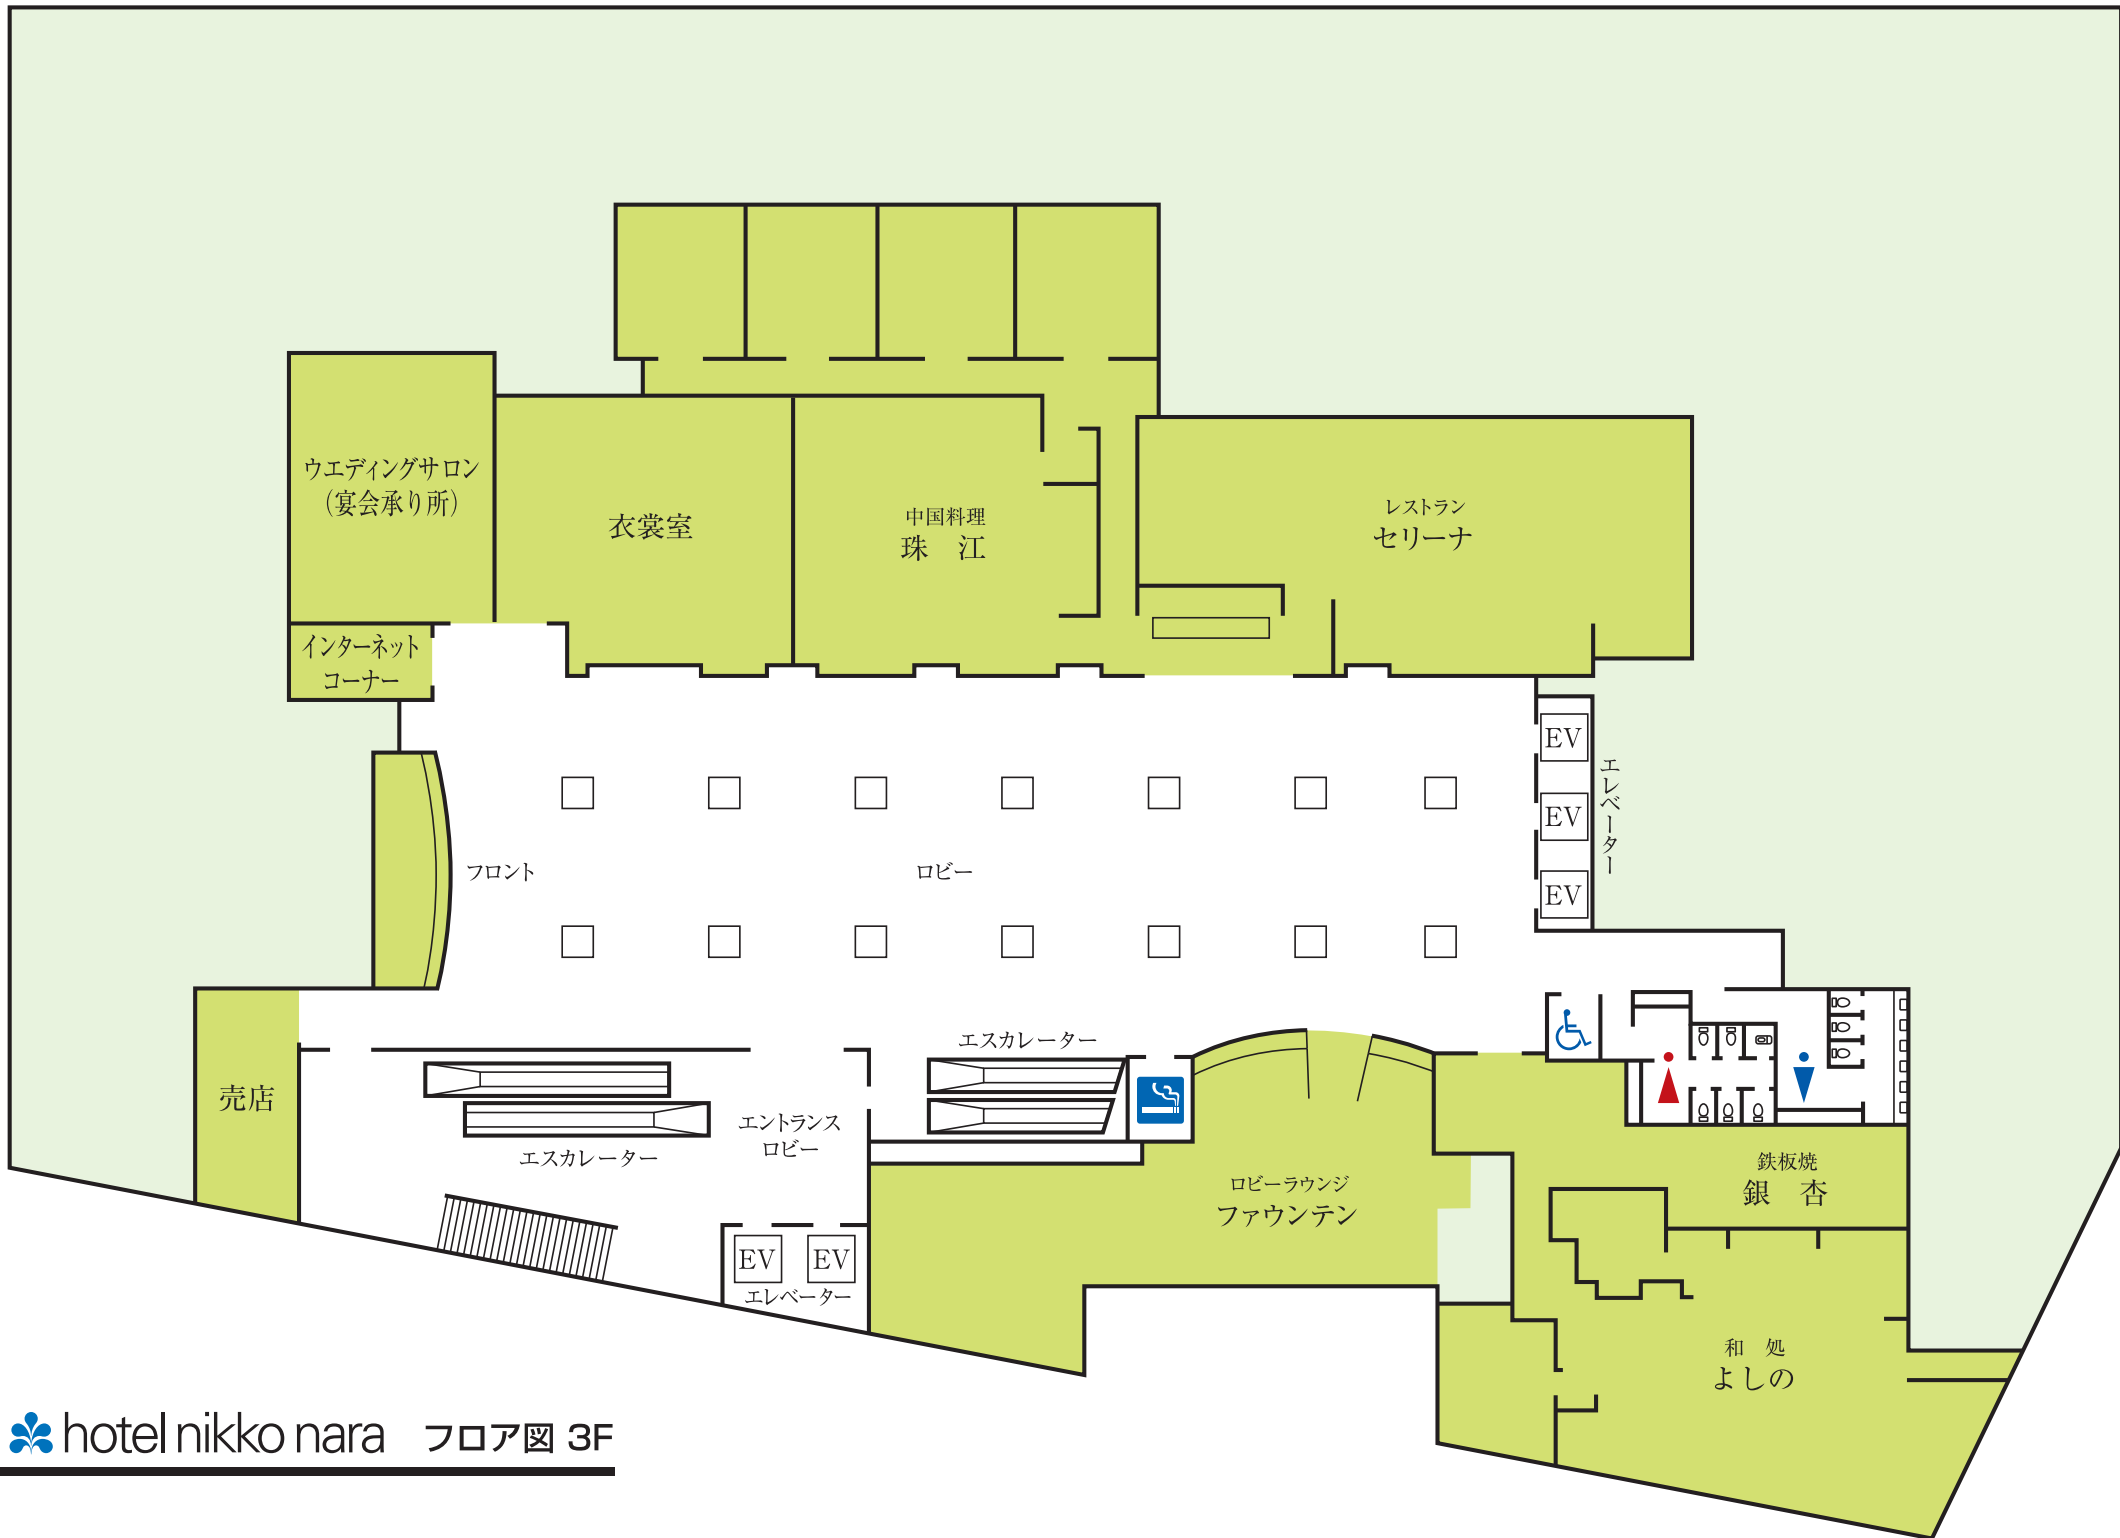 ウエディングサロン
（宴会承り所）
衣裳室
中国料理
珠　江
レストラン
セリーナ
インターネット
コーナー
EV
EV
EV
エレベーター
フロント
ロビー
エスカレーター
売店
エスカレーター
エントランス
ロビー
EV
EV
エレベーター
ロビーラウンジ
ファウンテン
鉄板焼
銀　杏
和　処
よしの
hotel nikko nara フロア図 3F